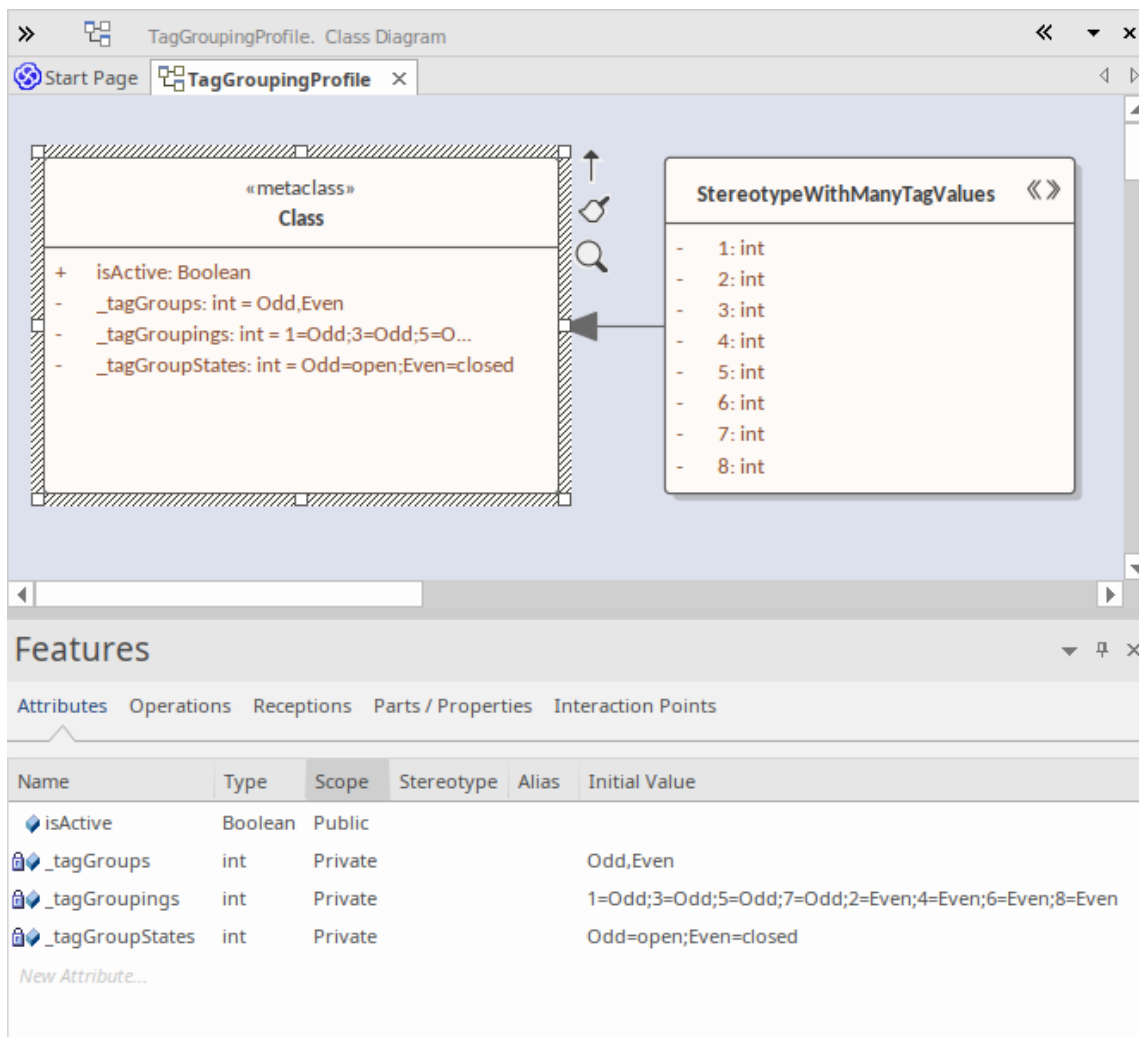 TagGroupingProfile. Class Diagram
Start Page TagGroupingProfile
«metaclass»
Class
+ isActive: Boolean
- _tagGroups: int = Odd,Even
- _tagGroupings: int = 1=Odd;3=Odd;5=O...
- _tagGroupStates: int = Odd=open;Even=closed
StereotypeWithManyTagValues «»
- 1: int
- 2: int
- 3: int
- 4: int
- 5: int
- 6: int
- 7: int
- 8: int
Features
Attributes Operations Receptions Parts / Properties Interaction Points
Name Type Scope Stereotype Alias Initial Value
isActive Boolean Public
_tagGroups int Private Odd,Even
_tagGroupings int Private 1=Odd;3=Odd;5=Odd;7=Odd;2=Even;4=Even;6=Even;8=Even
_tagGroupStates int Private Odd=open;Even=closed
New Attribute...